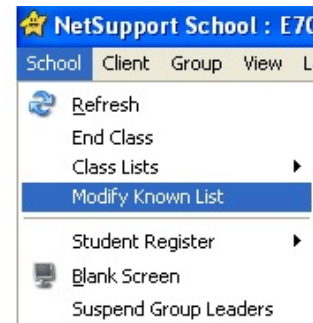 NetSupport School : E70
School Client Group View L
Refresh
End Class
Class Lists
Modify Known List
Student Register
Blank Screen
Suspend Group Leaders